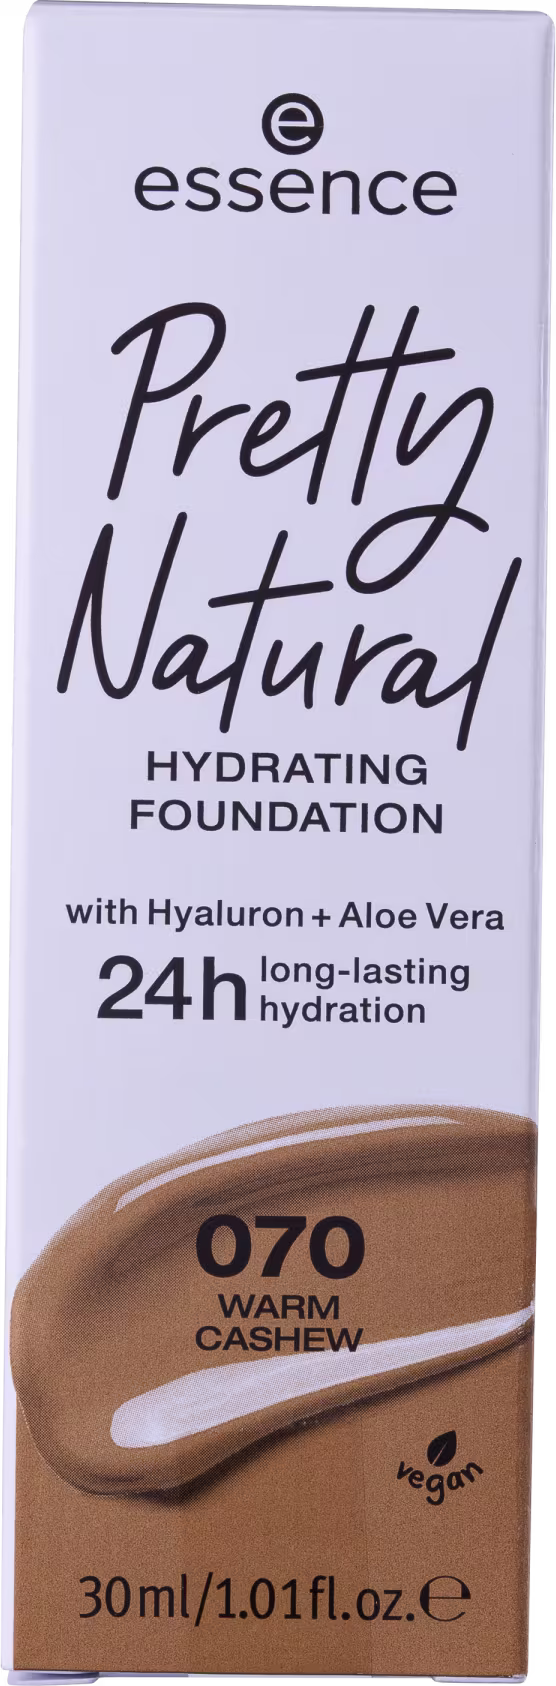 e
essence
Pretty
Natural
HYDRATING
FOUNDATION
with Hyaluron + Aloe Vera
24h long-lasting
hydration
070
WARM
CASHEW
vegan
30ml/1.01fl.oz.℮